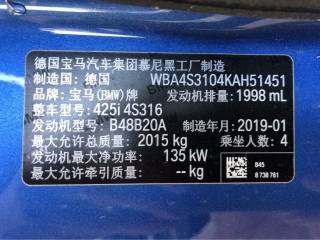 德国宝马汽车集团慕尼黑工厂制造
制造国：德国 WBA4S3104KAH51451
品牌：宝马(BMW)牌 发动机排量：1998 mL
整车型号：425i 4S316
发动机型号：B48B20A 制造年月：2019-01
最大允许总质量： 2015 kg 乘坐人数： 4
发动机最大净功率： 135 kW
最大允许牵引质量： -- kg
845
8 738 781